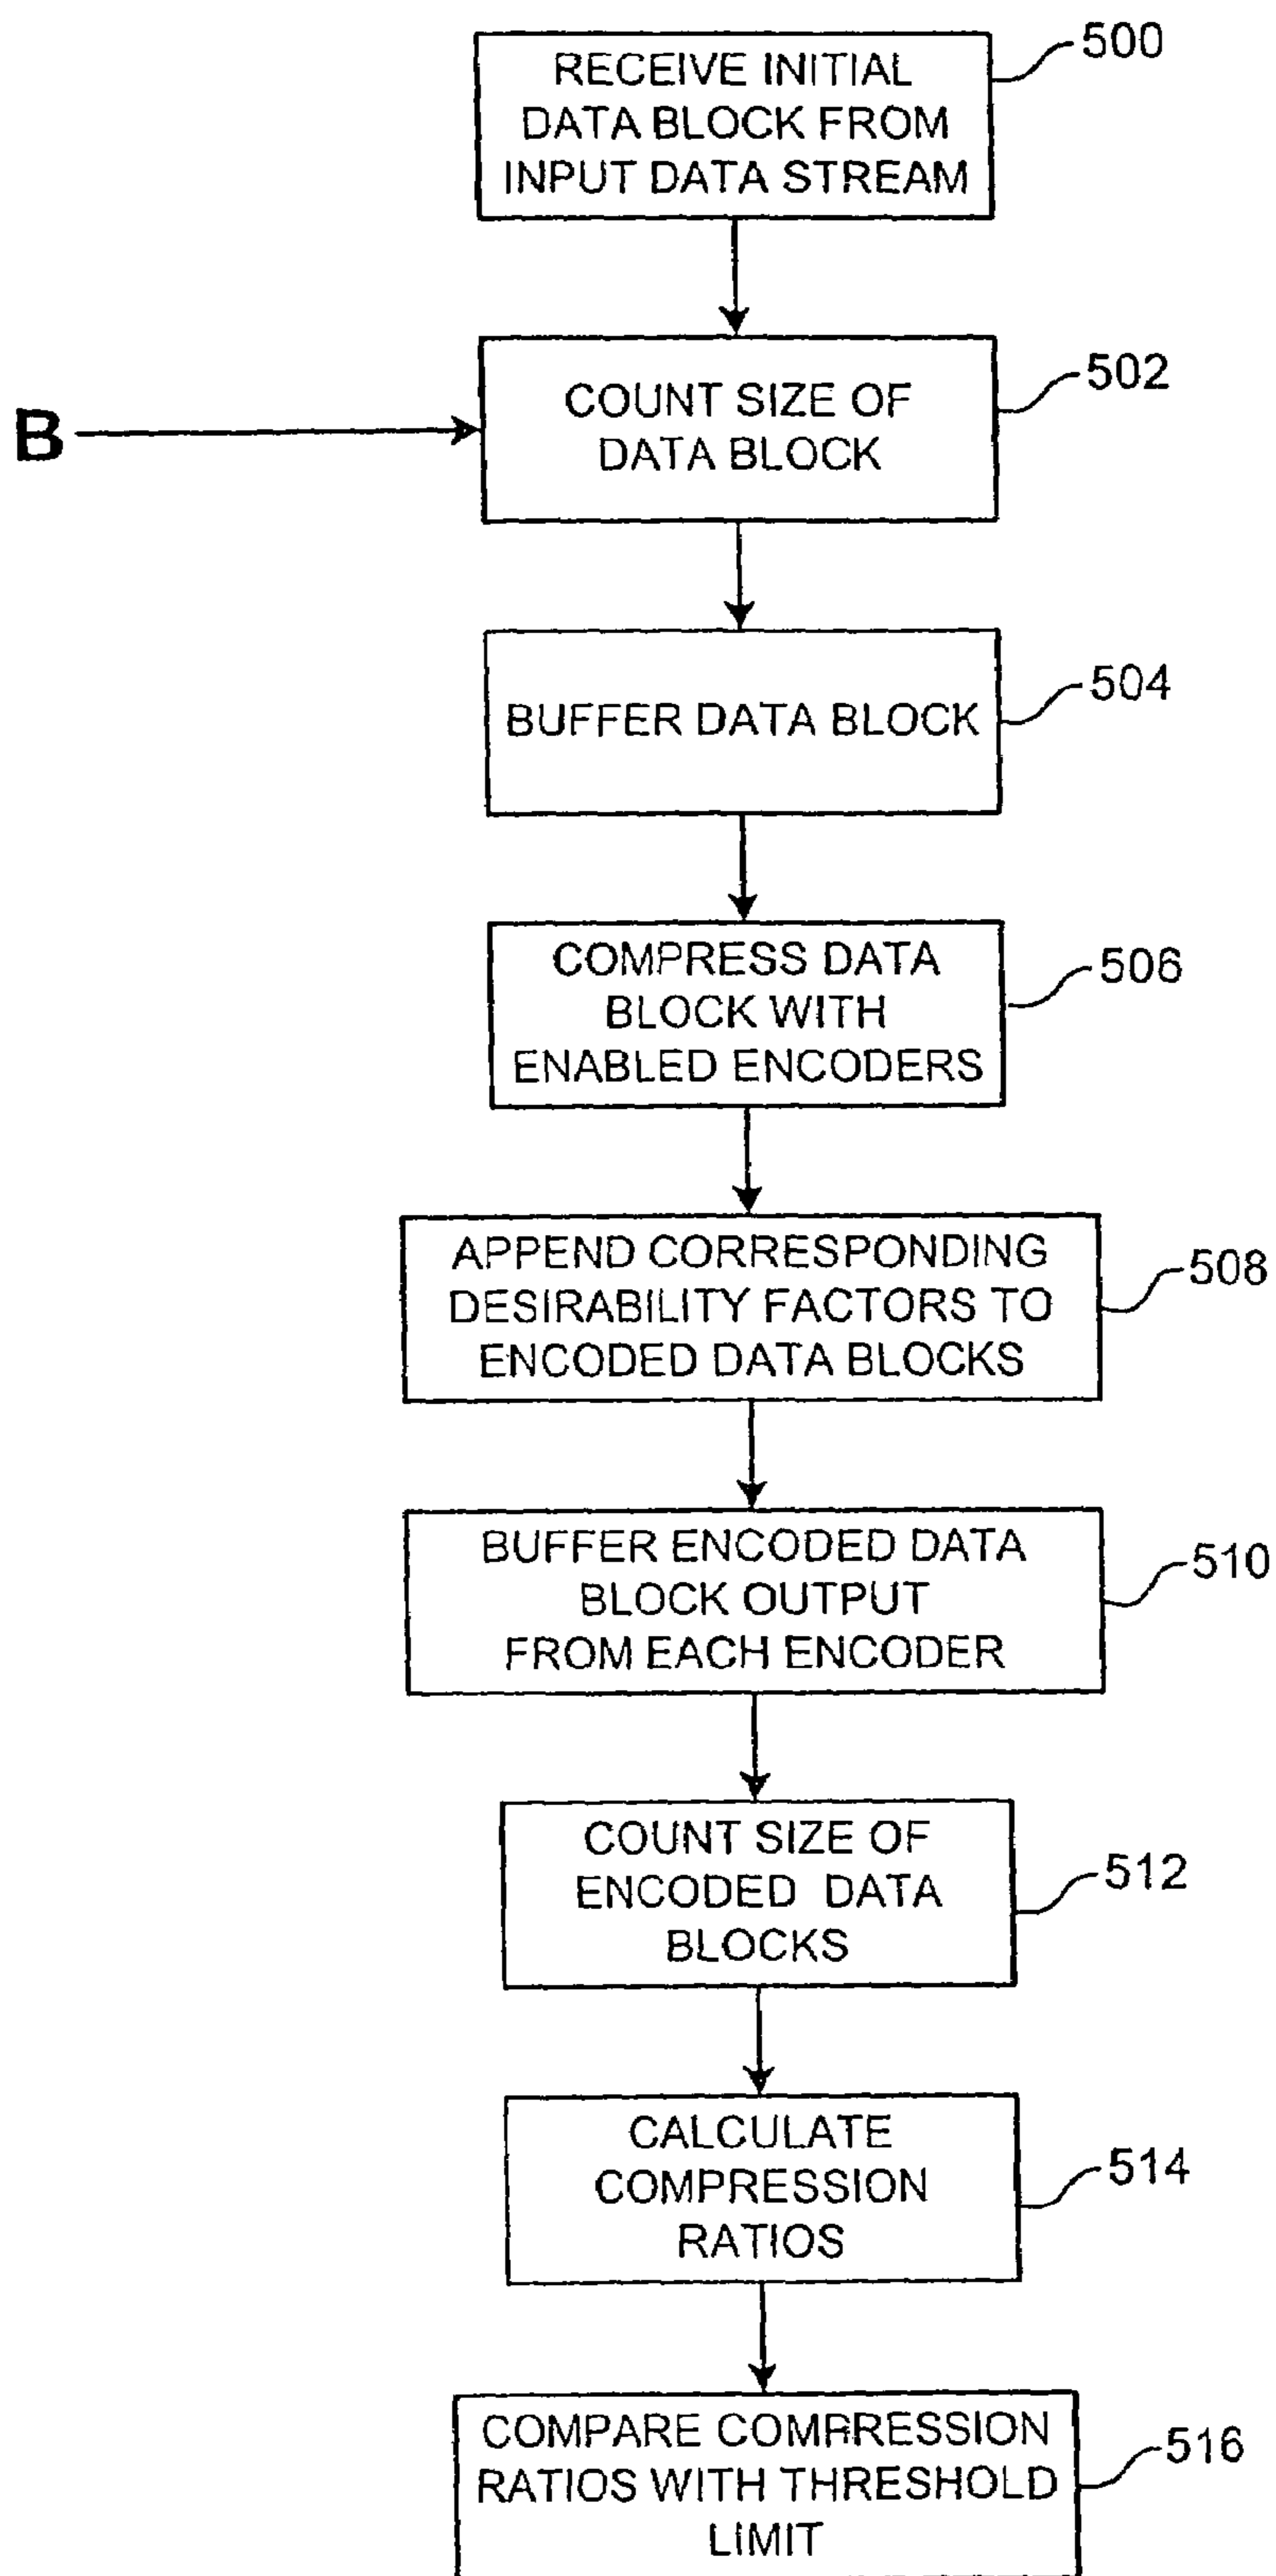 RECEIVE INITIAL
DATA BLOCK FROM
INPUT DATA STREAM
500
COUNT SIZE OF
DATA BLOCK
502
B
BUFFER DATA BLOCK
504
COMPRESS DATA
BLOCK WITH
ENABLED ENCODERS
506
APPEND CORRESPONDING
DESIRABILITY FACTORS TO
ENCODED DATA BLOCKS
508
BUFFER ENCODED DATA
BLOCK OUTPUT
FROM EACH ENCODER
510
COUNT SIZE OF
ENCODED DATA
BLOCKS
512
CALCULATE
COMPRESSION
RATIOS
514
COMPARE COMPRESSION
RATIOS WITH THRESHOLD
LIMIT
516